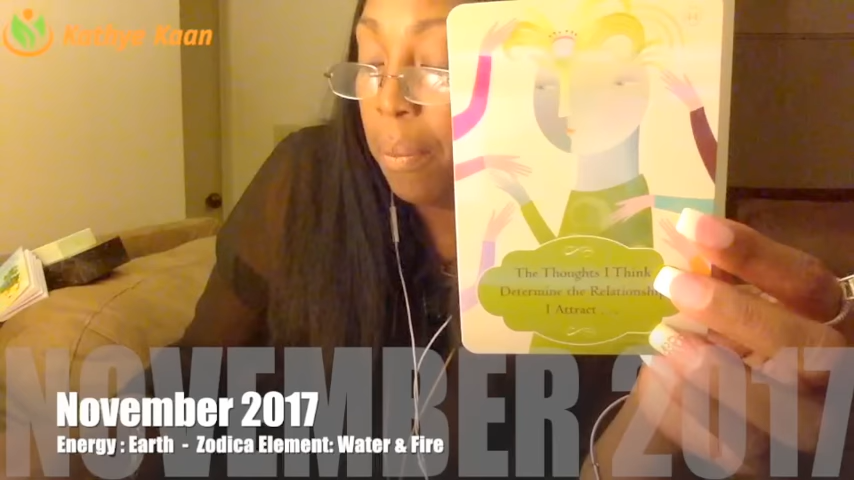 Kathye Kaan
The Thoughts I Think
Determine the Relationship
I Attract . . .
NOVEMBER 2017
November 2017
Energy : Earth - Zodica Element: Water & Fire